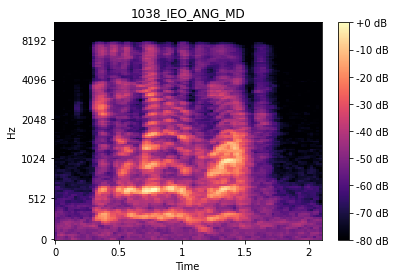 1038_IEO_ANG_MD
+0 dB
8192
-10 dB
4096
-20 dB
-30 dB
2048
Hz
-40 dB
1024
-50 dB
512
-60 dB
-70 dB
0
-80 dB
0 0.5 1 1.5 2
Time